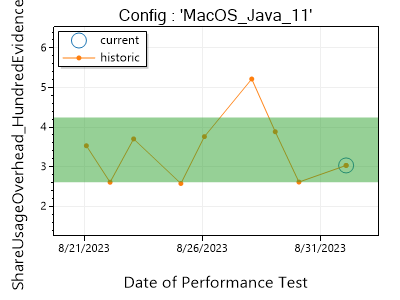 Config : 'MacOS_Java_11'
ShareUsageOverhead_HundredEvidence
6
5
4
3
2
current
historic
8/21/2023
8/26/2023
8/31/2023
Date of Performance Test